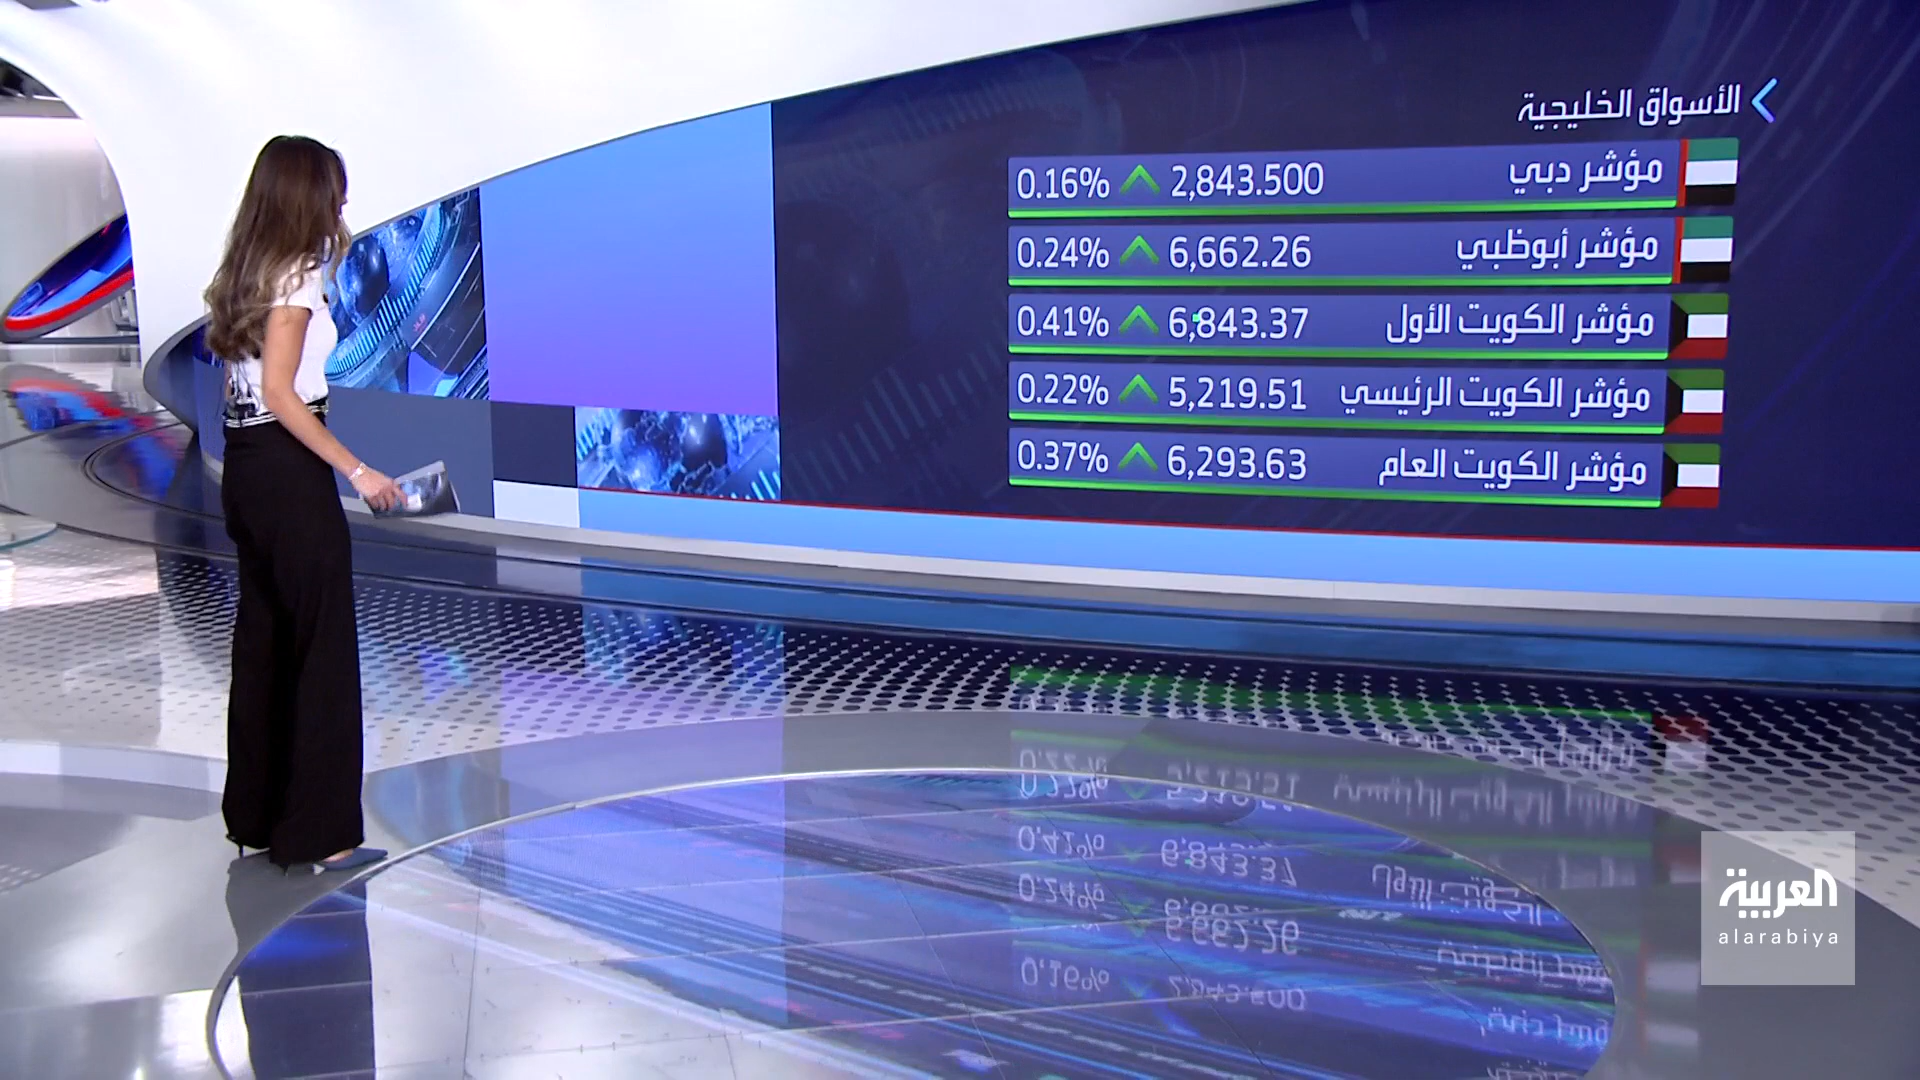 الأسواق الخليجية
مؤشر دبي 2,843.500 0.16%
مؤشر أبوظبي 6,662.26 0.24%
مؤشر الكويت الأول 6,843.37 0.41%
مؤشر الكويت الرئيسي 5,219.51 0.22%
مؤشر الكويت العام 6,293.63 0.37%
العربية
alarabiya